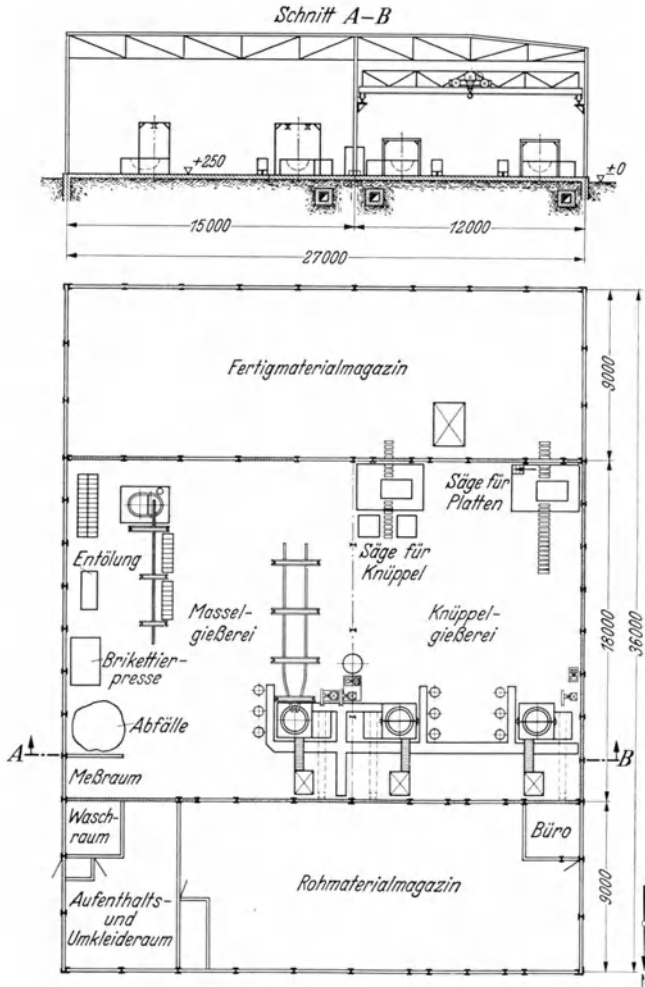 Schnitt A–B
+250
±0
15000
12000
27000
Fertigmaterialmagazin
9000
Säge für
Platten
Säge für
Knüppel
Entölung
Massel-
gießerei
Knüppel-
gießerei
18000
36000
Brikettier-
presse
Abfälle
A
B
Meßraum
Wasch-
raum
Büro
Rohmaterialmagazin
9000
Aufenthalts-
und
Umkleideraum
N